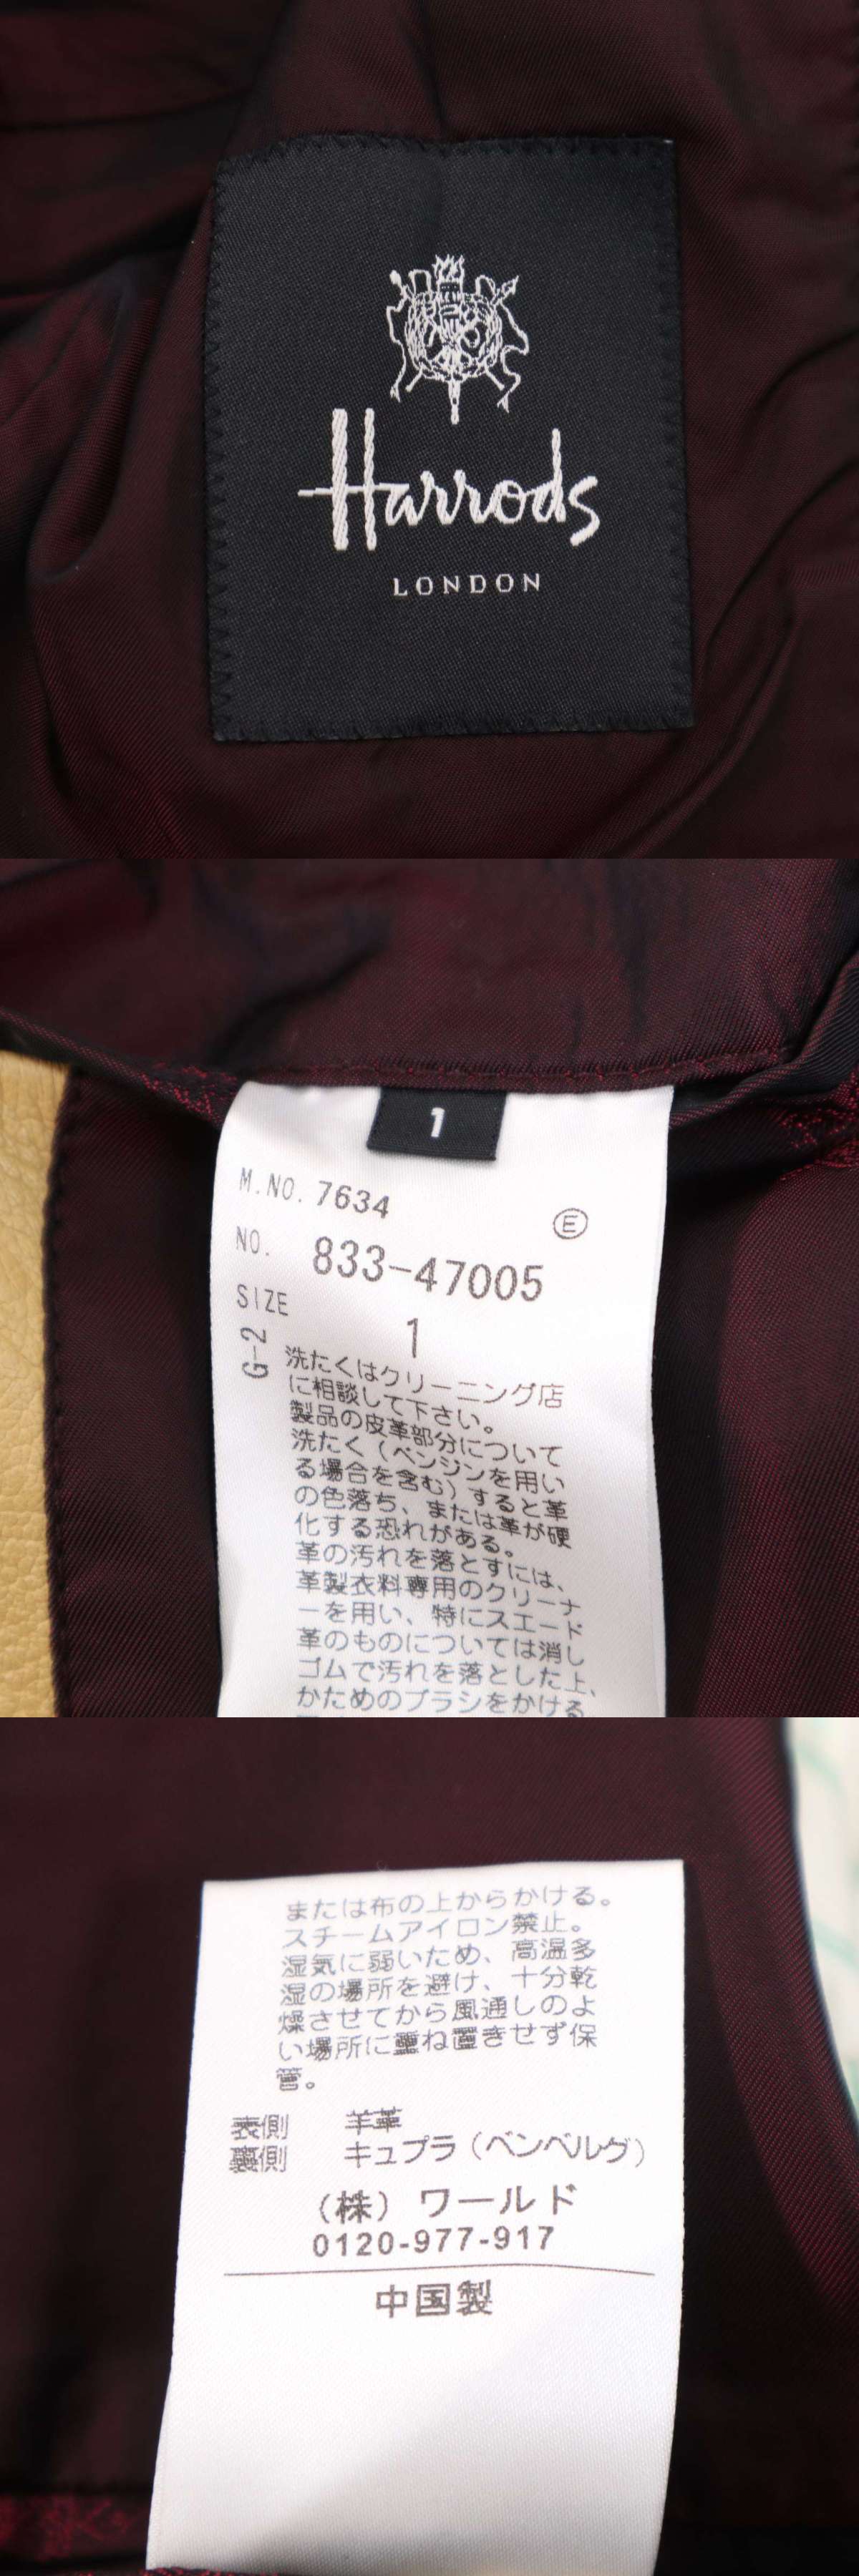 Harrods
LONDON
1
M.NO. 7634
E
NO. 833-47005
SIZE 1
G-2
洗たくはクリーニング店
に相談して下さい。
製品の皮革部分について
洗たく(ベンジンを用い
る場合を含む)すると革
の色落ち、または革が硬
化する恐れがある。
革の汚れを落とすには、
革製衣料専用のクリーナ
ーを用い、特にスエード
革のものについては消し
ゴムで汚れを落とした上、
かためのブラシをかける
または布の上からかける。
スチームアイロン禁止。
湿気に弱いため、高温多
湿の場所を避け、十分乾
燥させてから風通しのよ
い場所に重ね置きせず保
管。
表側 羊革
裏側 キュプラ(ベンベルグ)
(株)ワールド
0120-977-917
中国製